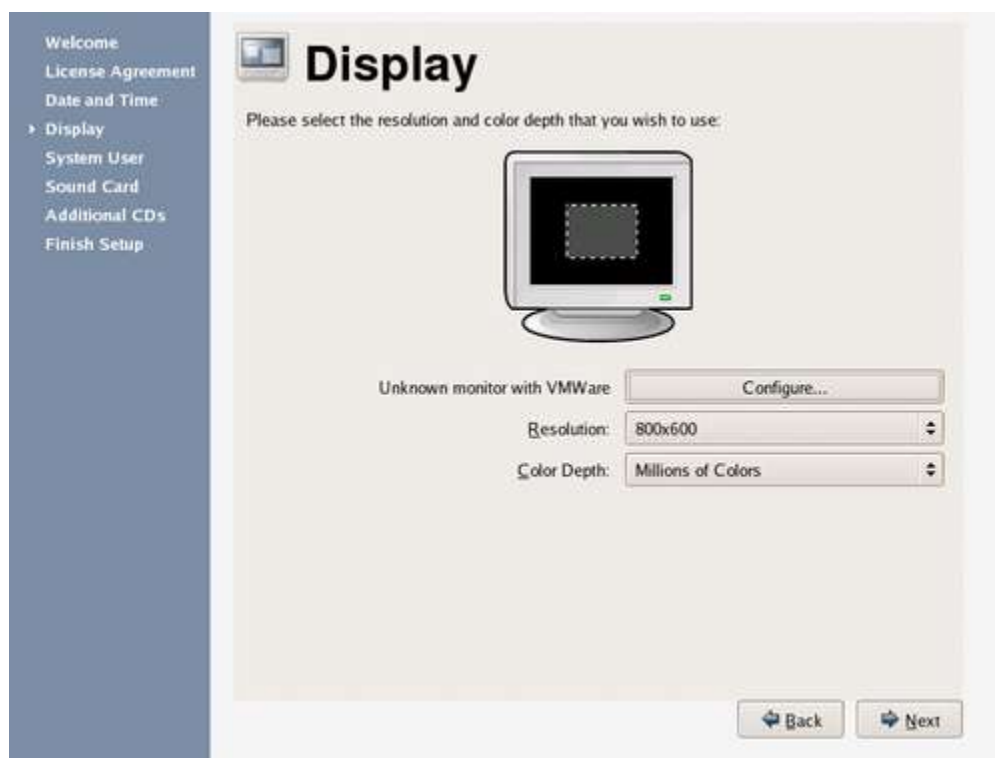 Welcome
License Agreement
Date and Time
Display
System User
Sound Card
Additional CDs
Finish Setup
Display
Please select the resolution and color depth that you wish to use:
Unknown monitor with VMWare
Configure...
Resolution:
800x600
Color Depth:
Millions of Colors
Back
Next